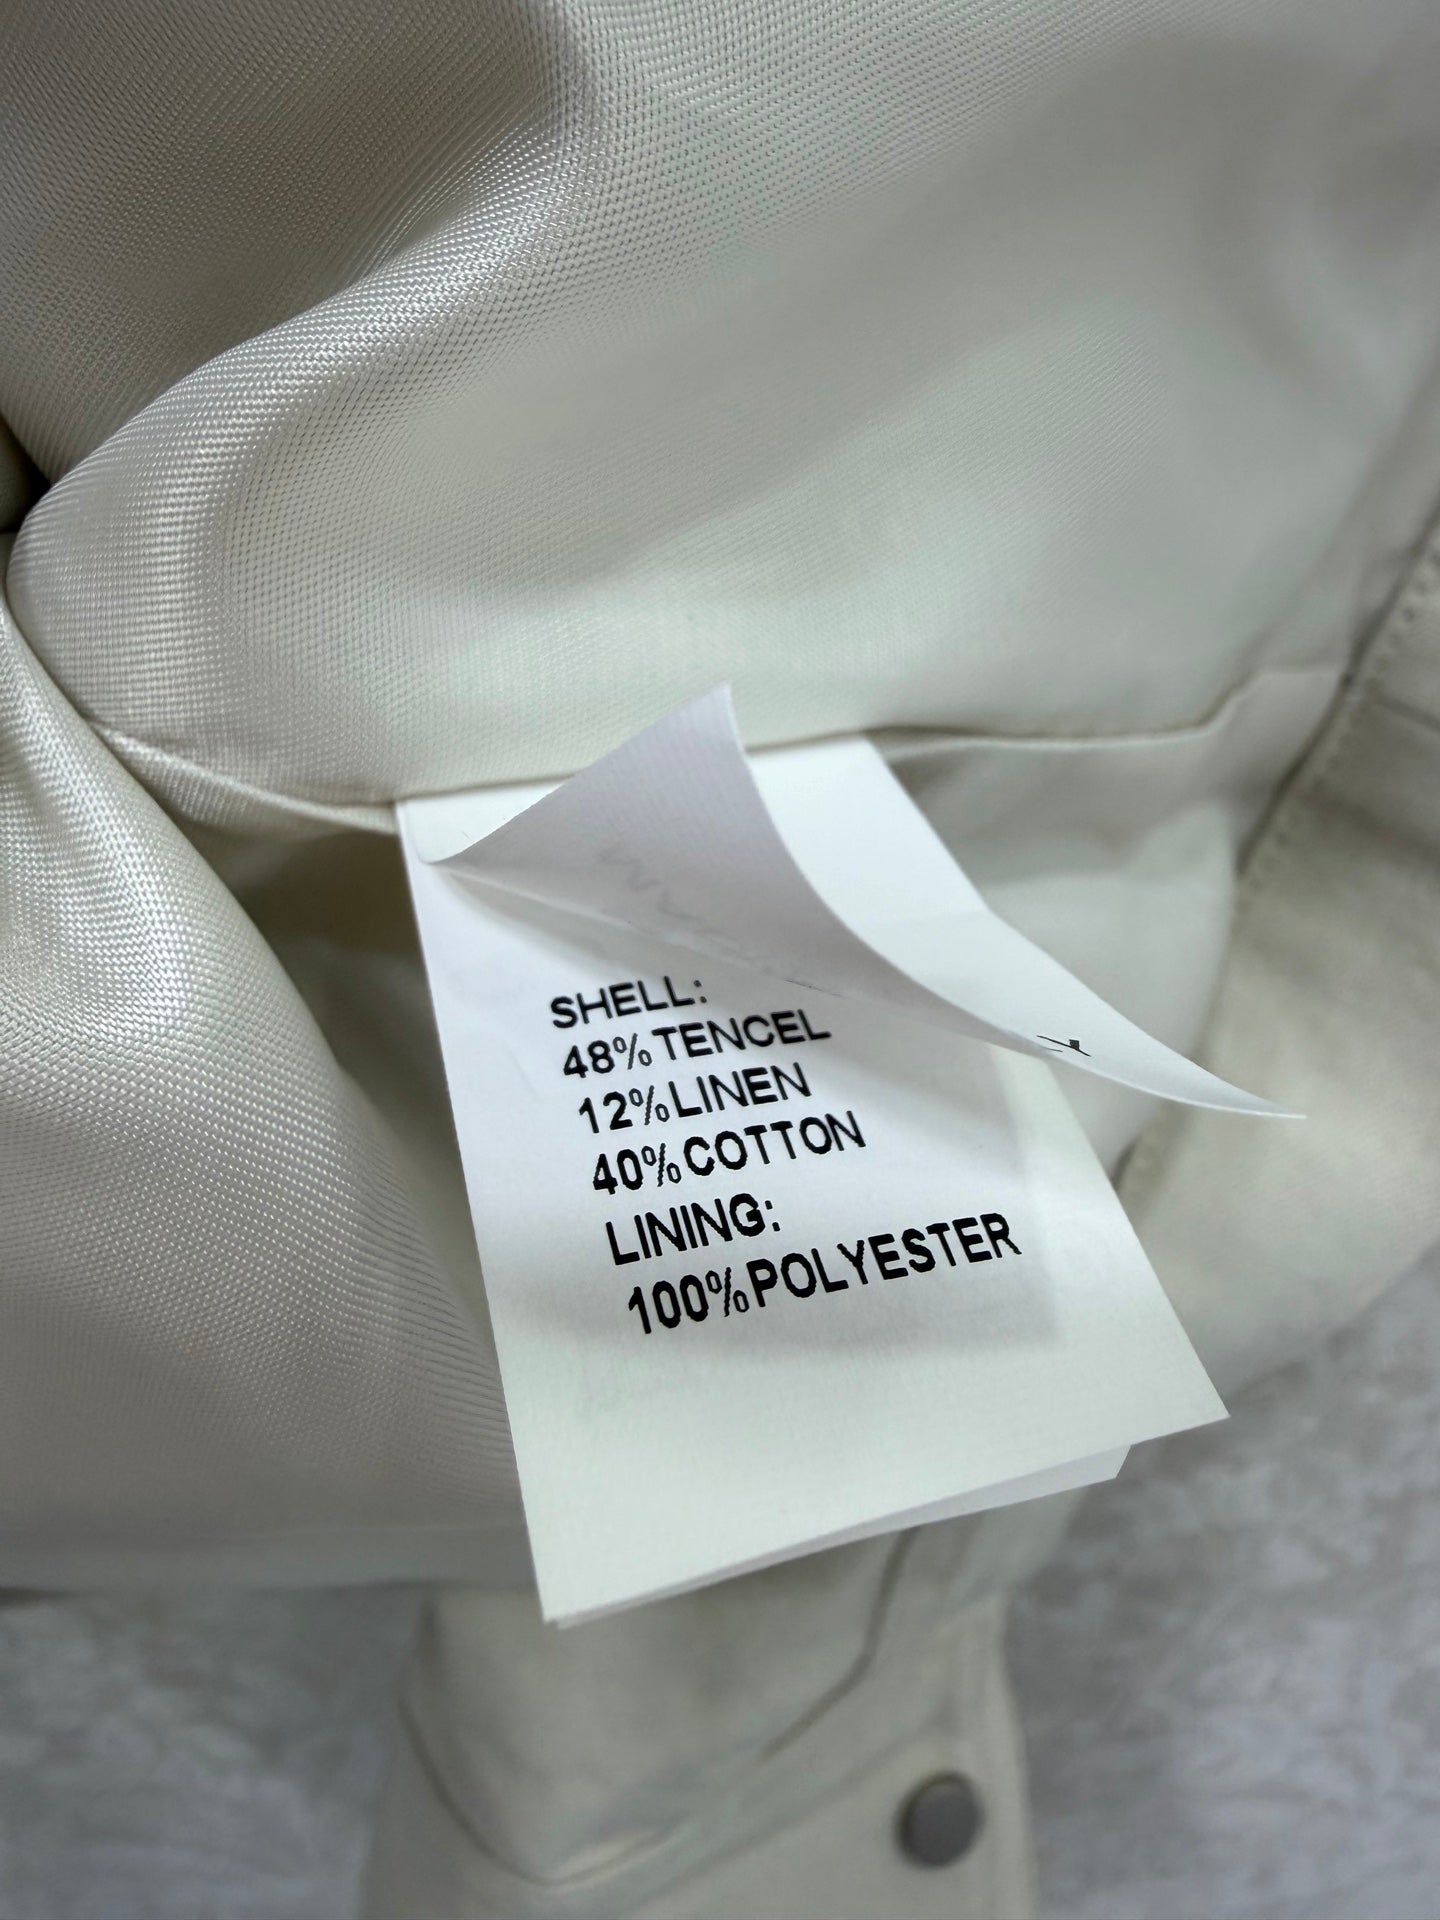 SHELL:
48% TENCEL
12% LINEN
40% COTTON
LINING:
100% POLYESTER